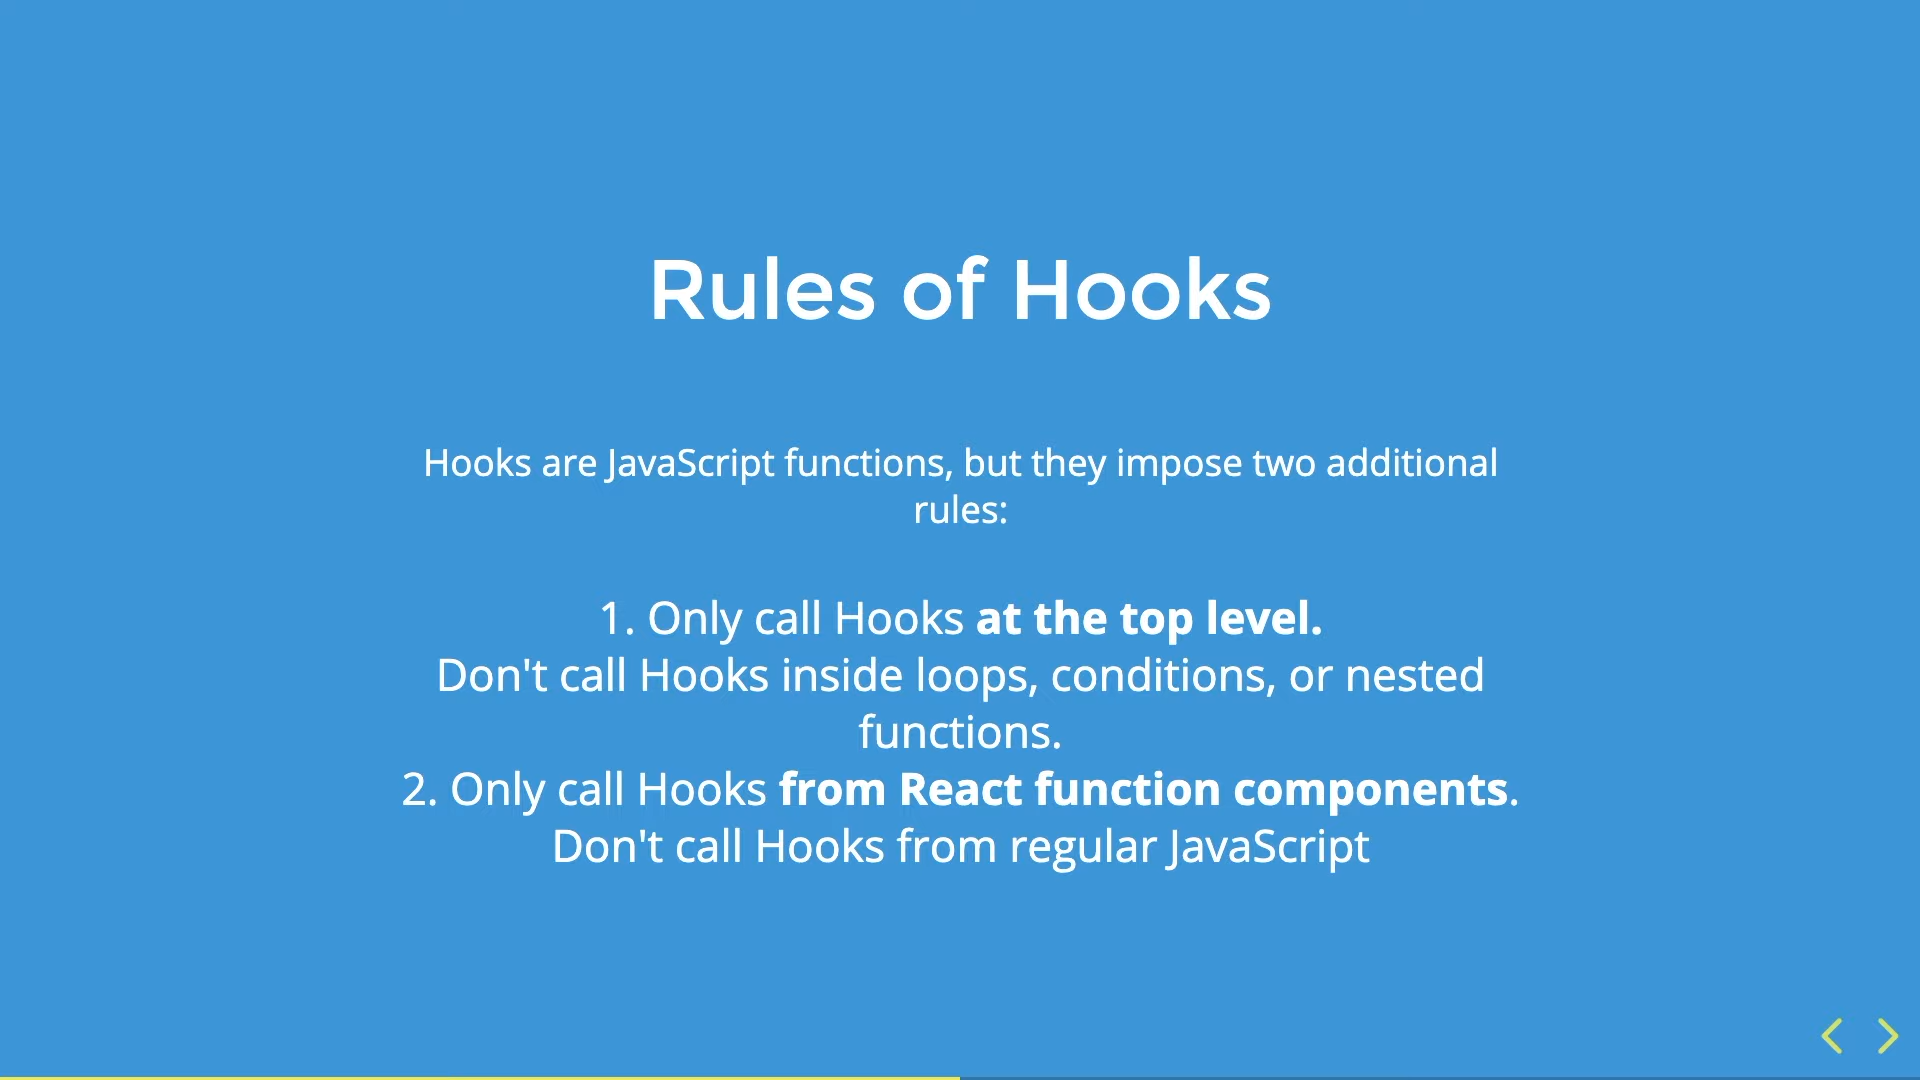 Rules of Hooks
Hooks are JavaScript functions, but they impose two additional
rules:
1. Only call Hooks at the top level.
Don't call Hooks inside loops, conditions, or nested
functions.
2. Only call Hooks from React function components.
Don't call Hooks from regular JavaScript